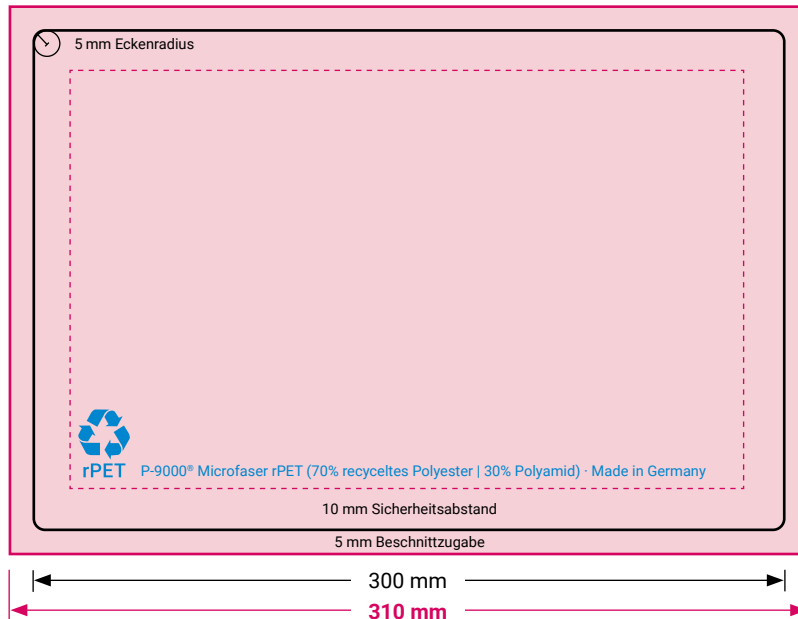 5 mm Eckenradius
rPET
P-9000® Microfaser rPET (70% recyceltes Polyester | 30% Polyamid) · Made in Germany
10 mm Sicherheitsabstand
5 mm Beschnittzugabe
300 mm
310 mm